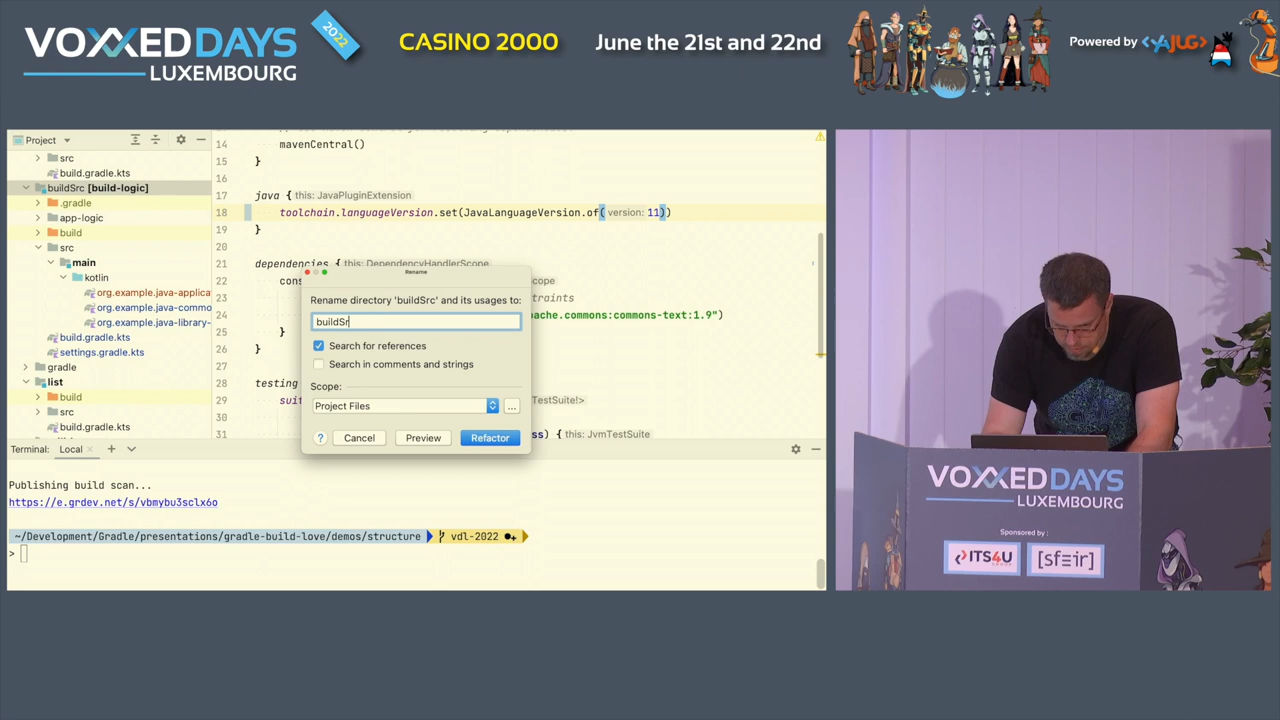 VOXXED DAYS
LUXEMBOURG
2022
CASINO 2000
June the 21st and 22nd
Powered by <YAJUG>
Project
src
build.gradle.kts
buildSrc [build-logic]
.gradle
app-logic
build
src
main
kotlin
org.example.java-applica
org.example.java-commo
org.example.java-library-
build.gradle.kts
settings.gradle.kts
gradle
list
build
src
build.gradle.kts
14 mavenCentral()
15 }
16
17 java { this: JavaPluginExtension
18 toolchain.languageVersion.set(JavaLanguageVersion.of( version: 11))
19 }
20
21 dependencies { this: DependencyHandlerScope
22 cons
23
24 pache.commons:commons-text:1.9")
25 }
26 }
27
28 testing
29 suit TestSuite!>
30
31 ss) { this: JvmTestSuite
Rename
Rename directory 'buildSrc' and its usages to:
buildSr
Search for references
Search in comments and strings
Scope:
Project Files
...
? Cancel Preview Refactor
Terminal: Local × +
Publishing build scan...
https://e.grdev.net/s/vbmybu3sclx6o
~/Development/Gradle/presentations/gradle-build-love/demos/structure vdl-2022
>
VOXXED DAYS
LUXEMBOURG
Sponsored by :
ITS4U
GROUP
[sfeir]